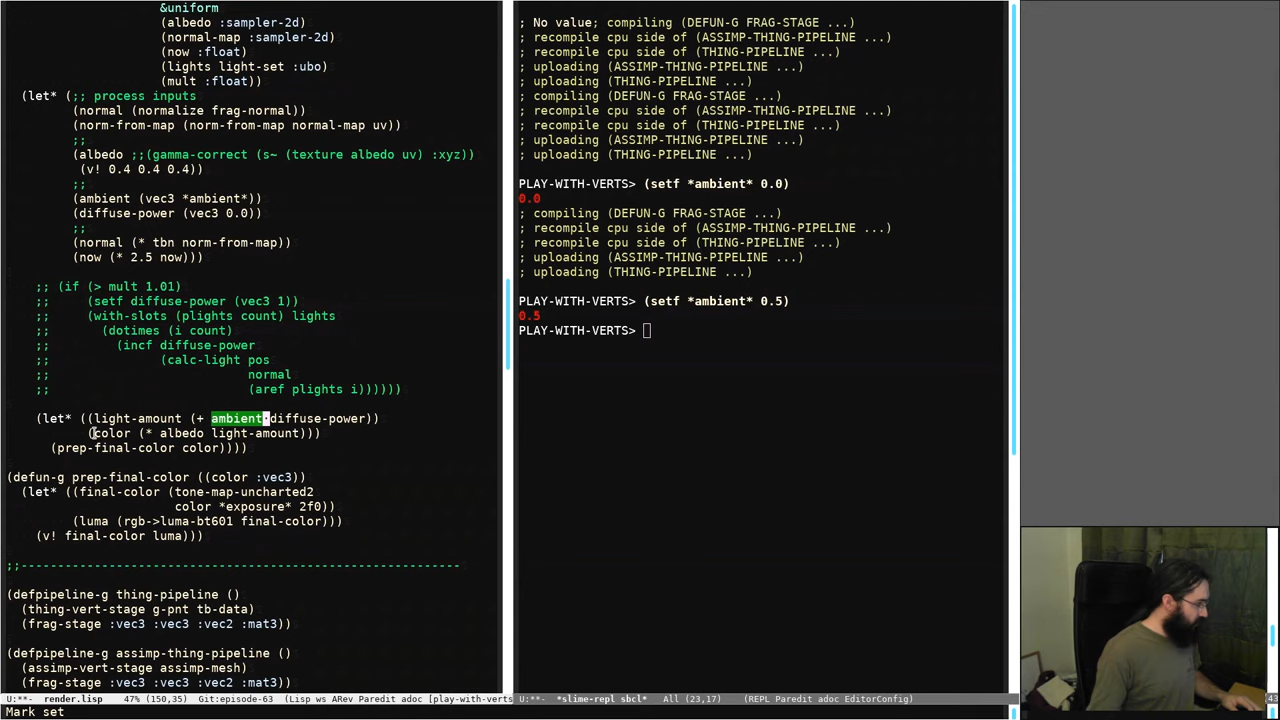 &uniform
(albedo :sampler-2d)
(normal-map :sampler-2d)
(now :float)
(lights light-set :ubo)
(mult :float))
(let* (;; process inputs
(normal (normalize frag-normal))
(norm-from-map (norm-from-map normal-map uv))
;;
(albedo ;;(gamma-correct (s~ (texture albedo uv) :xyz))
(v! 0.4 0.4 0.4))
;;
(ambient (vec3 *ambient*))
(diffuse-power (vec3 0.0))
;;
(normal (* tbn norm-from-map))
(now (* 2.5 now)))
;; (if (> mult 1.01)
;;     (setf diffuse-power (vec3 1))
;;     (with-slots (plights count) lights
;;       (dotimes (i count)
;;         (incf diffuse-power
;;               (calc-light pos
;;                           normal
;;                           (aref plights i))))))
(let* ((light-amount (+ ambient diffuse-power))
(color (* albedo light-amount)))
(prep-final-color color))))
(defun-g prep-final-color ((color :vec3))
(let* ((final-color (tone-map-uncharted2
color *exposure* 2f0))
(luma (rgb->luma-bt601 final-color)))
(v! final-color luma)))
;;------------------------------------------------------------
(defpipeline-g thing-pipeline ()
(thing-vert-stage g-pnt tb-data)
(frag-stage :vec3 :vec3 :vec2 :mat3))
(defpipeline-g assimp-thing-pipeline ()
(assimp-vert-stage assimp-mesh)
(frag-stage :vec3 :vec3 :vec2 :mat3))
U:**-  render.lisp    47% (150,35)  Git:episode-63  (Lisp ws ARev Paredit adoc [play-with-verts
Mark set
; No value; compiling (DEFUN-G FRAG-STAGE ...)
; recompile cpu side of (ASSIMP-THING-PIPELINE ...)
; recompile cpu side of (THING-PIPELINE ...)
; uploading (ASSIMP-THING-PIPELINE ...)
; uploading (THING-PIPELINE ...)
; compiling (DEFUN-G FRAG-STAGE ...)
; recompile cpu side of (ASSIMP-THING-PIPELINE ...)
; recompile cpu side of (THING-PIPELINE ...)
; uploading (ASSIMP-THING-PIPELINE ...)
; uploading (THING-PIPELINE ...)
PLAY-WITH-VERTS> (setf *ambient* 0.0)
0.0
; compiling (DEFUN-G FRAG-STAGE ...)
; recompile cpu side of (ASSIMP-THING-PIPELINE ...)
; recompile cpu side of (THING-PIPELINE ...)
; uploading (ASSIMP-THING-PIPELINE ...)
; uploading (THING-PIPELINE ...)
PLAY-WITH-VERTS> (setf *ambient* 0.5)
0.5
PLAY-WITH-VERTS>
U:**-  *slime-repl sbcl*   All (23,17)    (REPL Paredit adoc EditorConfig)